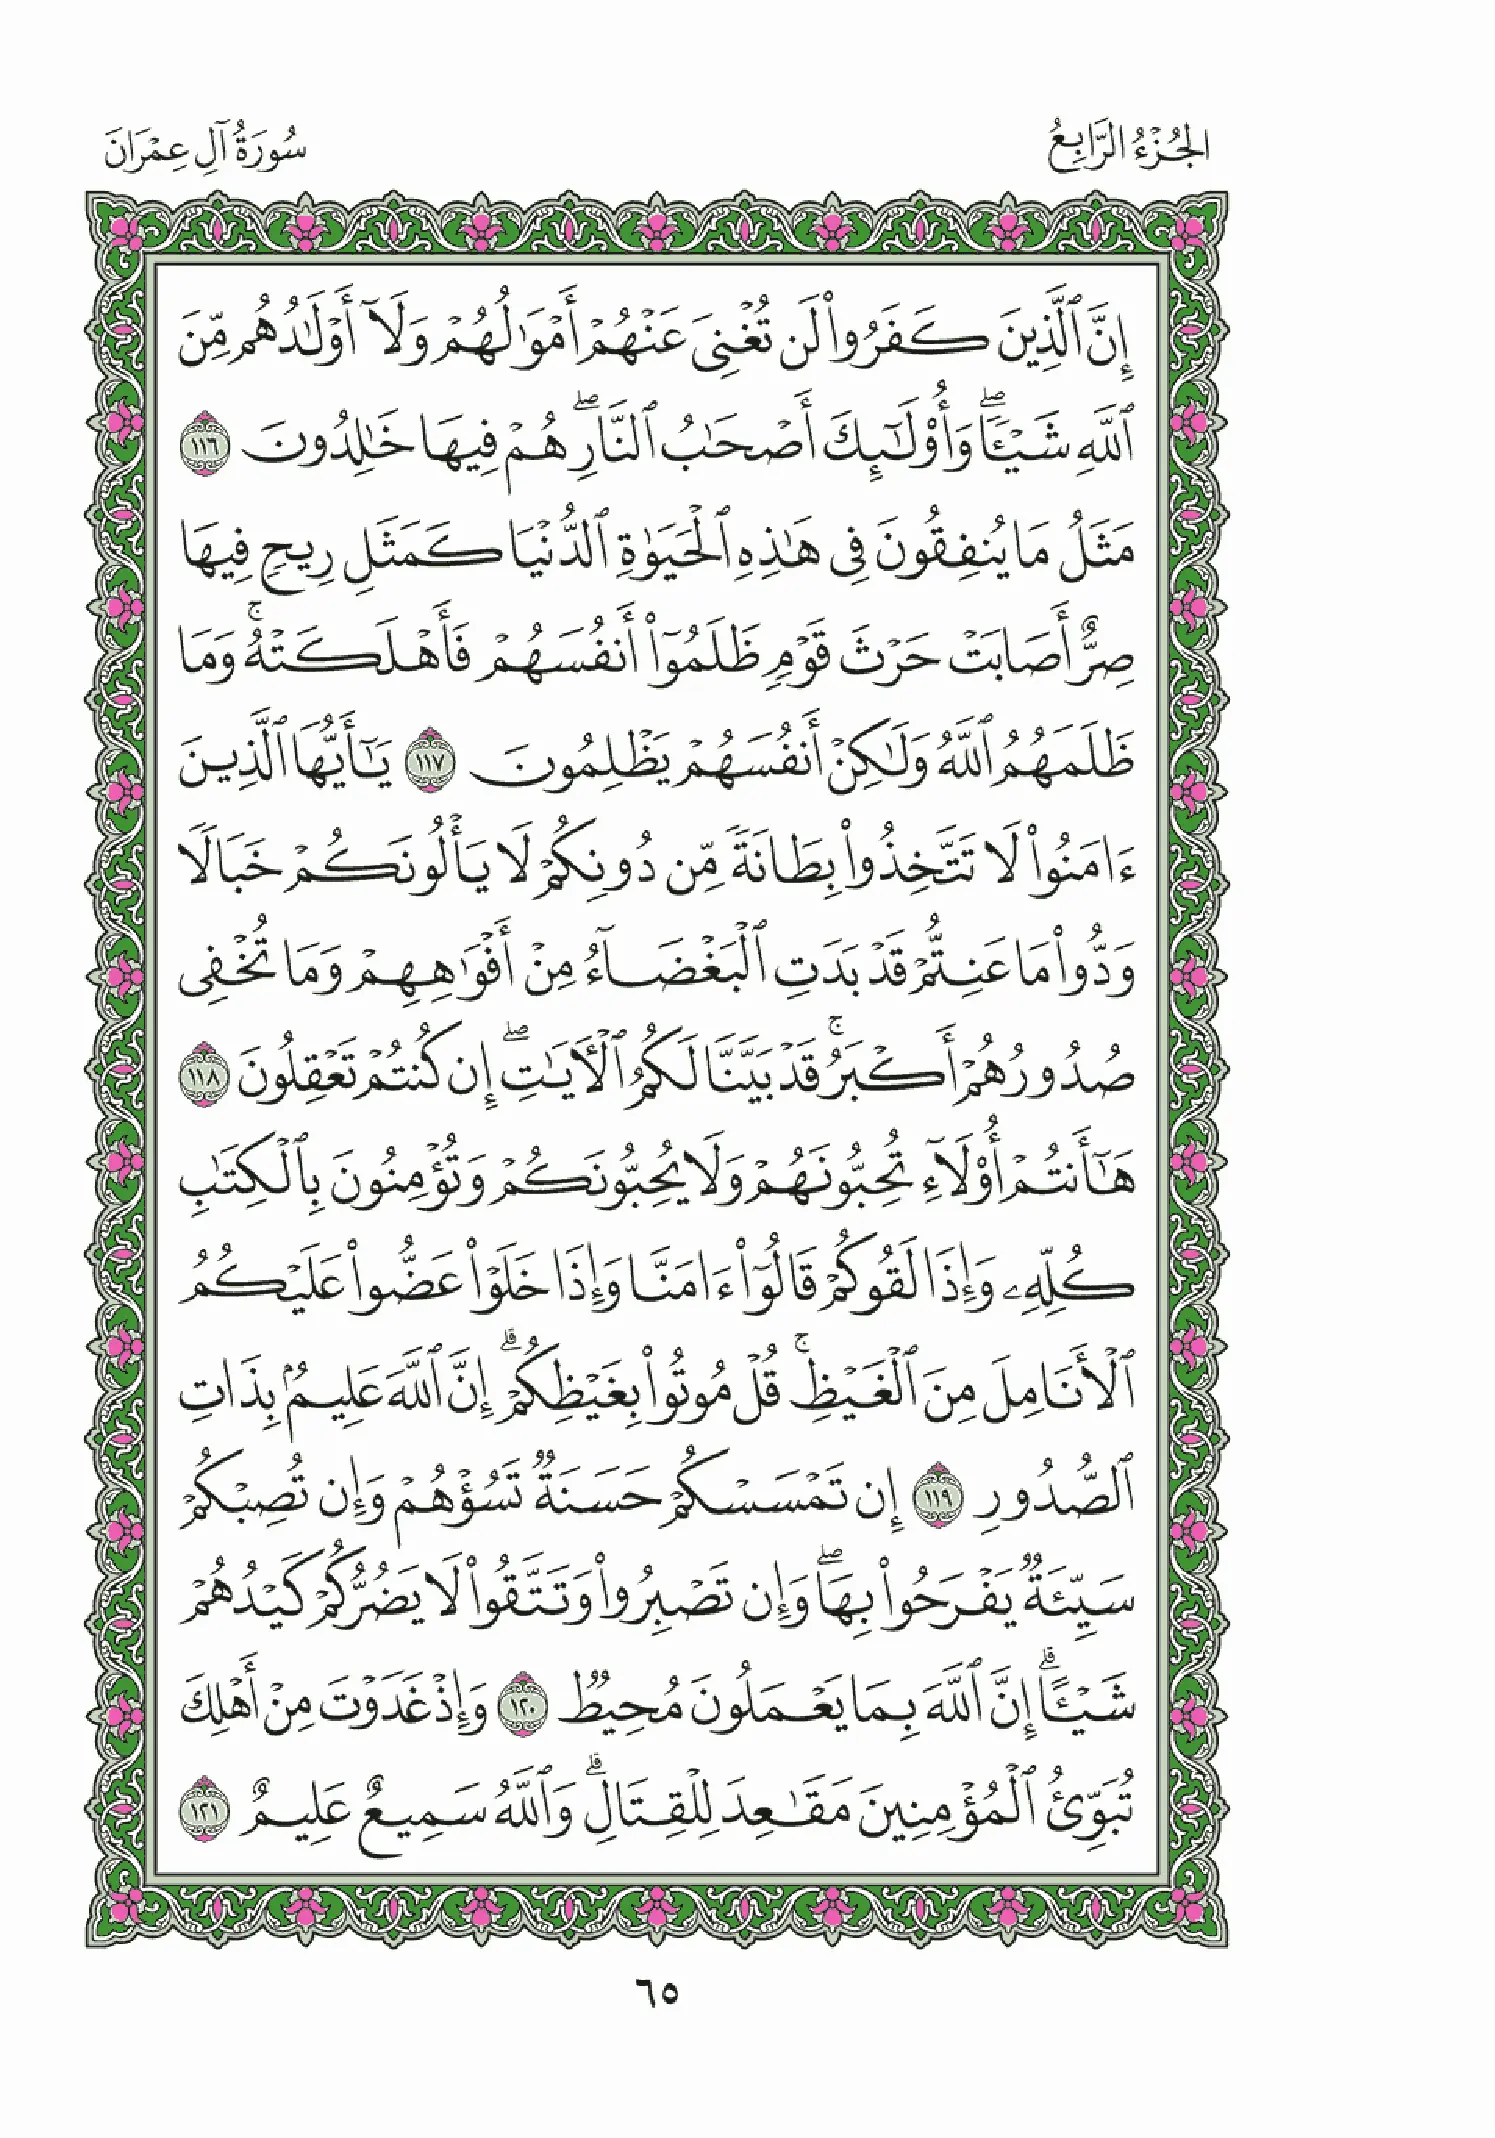 الجُزْءُ الرَّابِعُ
سُورَةُ آلِ عِمْرَانَ
إِنَّ ٱلَّذِينَ كَفَرُوا۟ لَن تُغْنِىَ عَنْهُمْ أَمْوَٰلُهُمْ وَلَآ أَوْلَـٰدُهُم مِّنَ
ٱللَّهِ شَيْـًٔا ۖ وَأُو۟لَـٰٓئِكَ أَصْحَـٰبُ ٱلنَّارِ ۖ هُمْ فِيهَا خَـٰلِدُونَ ١١٦
مَثَلُ مَا يُنفِقُونَ فِى هَـٰذِهِ ٱلْحَيَوٰةِ ٱلدُّنْيَا كَمَثَلِ رِيحٍ فِيهَا
صِرٌّ أَصَابَتْ حَرْثَ قَوْمٍ ظَلَمُوٓا۟ أَنفُسَهُمْ فَأَهْلَكَتْهُ ۚ وَمَا
ظَلَمَهُمُ ٱللَّهُ وَلَـٰكِنْ أَنفُسَهُمْ يَظْلِمُونَ ١١٧ يَـٰٓأَيُّهَا ٱلَّذِينَ
ءَامَنُوا۟ لَا تَتَّخِذُوا۟ بِطَانَةً مِّن دُونِكُمْ لَا يَأْلُونَكُمْ خَبَالًا
وَدُّوا۟ مَا عَنِتُّمْ قَدْ بَدَتِ ٱلْبَغْضَآءُ مِنْ أَفْوَٰهِهِمْ وَمَا تُخْفِى
صُدُورُهُمْ أَكْبَرُ ۚ قَدْ بَيَّنَّا لَكُمُ ٱلْـَٔايَـٰتِ ۖ إِن كُنتُمْ تَعْقِلُونَ ١١٨
هَـٰٓأَنتُمْ أُو۟لَآءِ تُحِبُّونَهُمْ وَلَا يُحِبُّونَكُمْ وَتُؤْمِنُونَ بِٱلْكِتَـٰبِ
كُلِّهِۦ وَإِذَا لَقُوكُمْ قَالُوٓا۟ ءَامَنَّا وَإِذَا خَلَوْا۟ عَضُّوا۟ عَلَيْكُمُ
ٱلْأَنَامِلَ مِنَ ٱلْغَيْظِ ۚ قُلْ مُوتُوا۟ بِغَيْظِكُمْ ۗ إِنَّ ٱللَّهَ عَلِيمٌۢ بِذَاتِ
ٱلصُّدُورِ ١١٩ إِن تَمْسَسْكُمْ حَسَنَةٌ تَسُؤْهُمْ وَإِن تُصِبْكُمْ
سَيِّئَةٌ يَفْرَحُوا۟ بِهَا ۖ وَإِن تَصْبِرُوا۟ وَتَتَّقُوا۟ لَا يَضُرُّكُمْ كَيْدُهُمْ
شَيْـًٔا ۗ إِنَّ ٱللَّهَ بِمَا يَعْمَلُونَ مُحِيطٌ ١٢٠ وَإِذْ غَدَوْتَ مِنْ أَهْلِكَ
تُبَوِّئُ ٱلْمُؤْمِنِينَ مَقَـٰعِدَ لِلْقِتَالِ ۗ وَٱللَّهُ سَمِيعٌ عَلِيمٌ ١٢١
٦٥